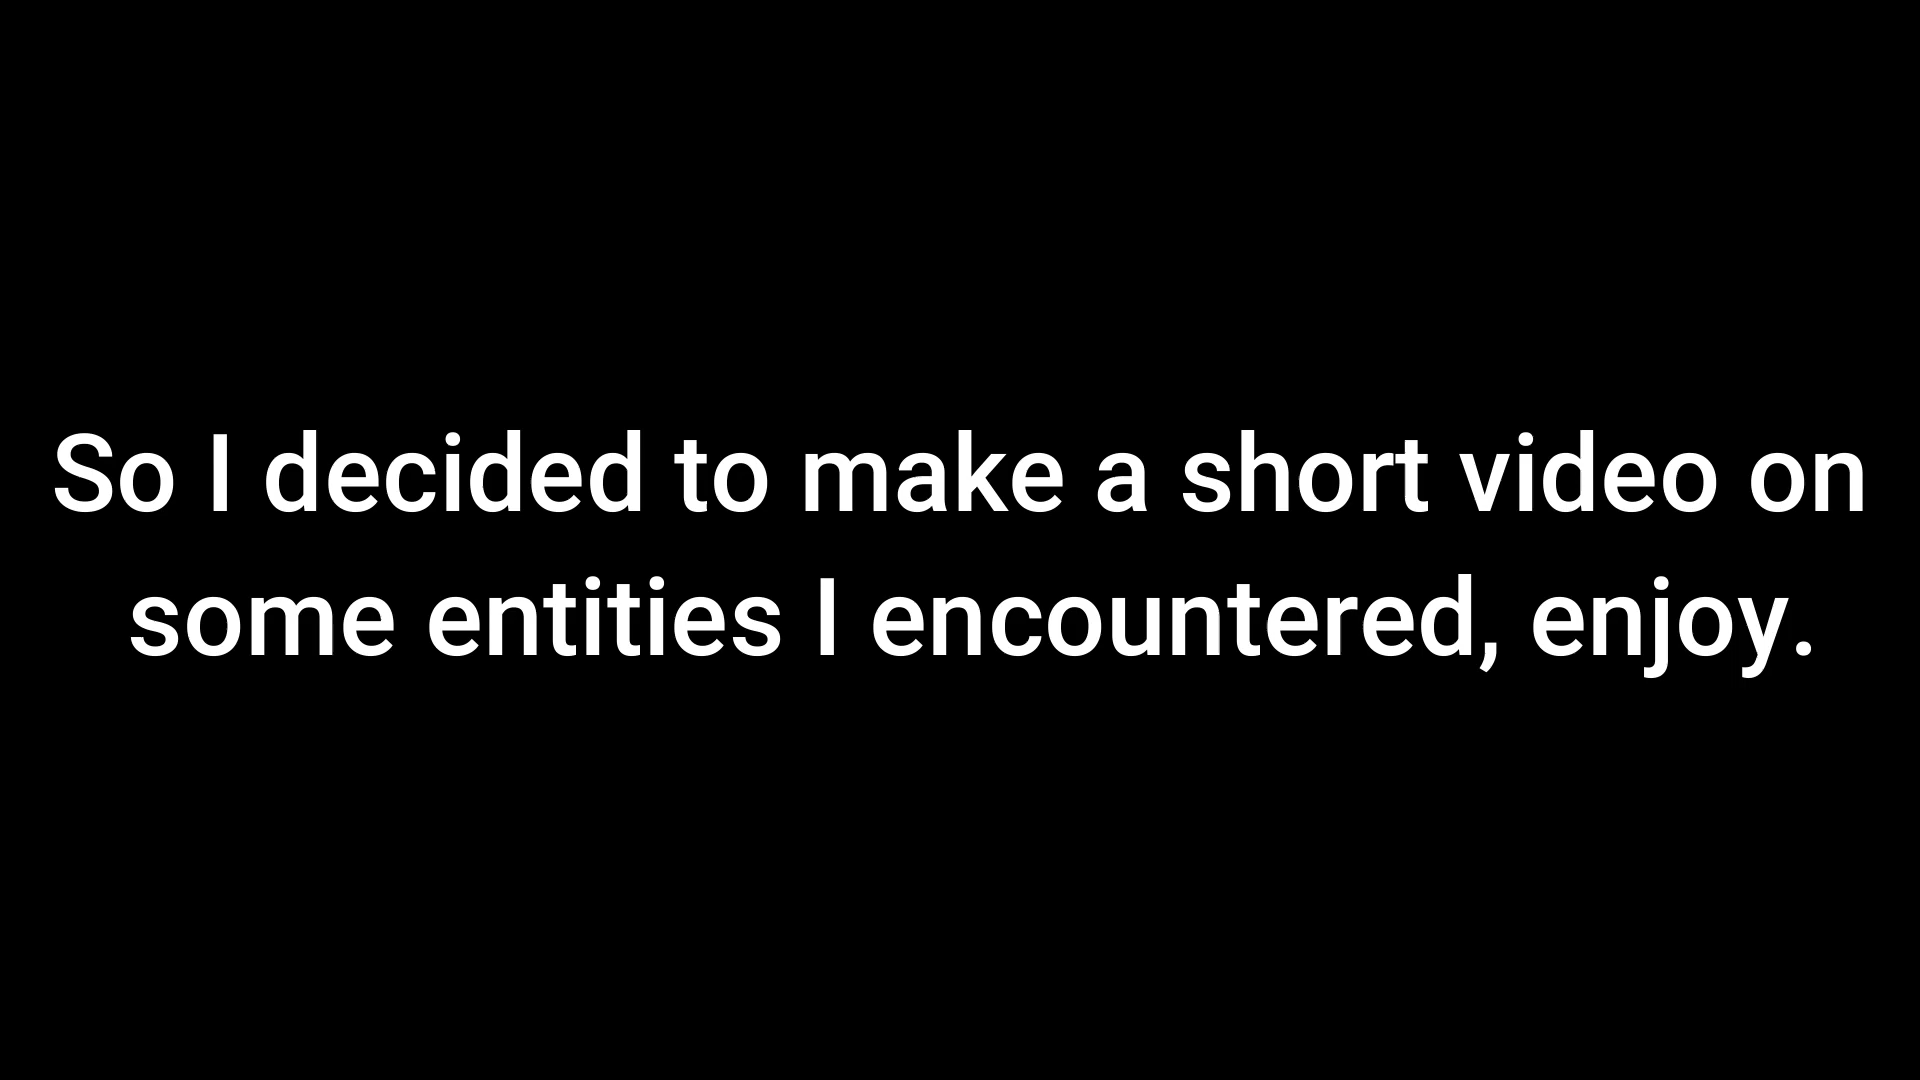 So I decided to make a short video on
some entities I encountered, enjoy.